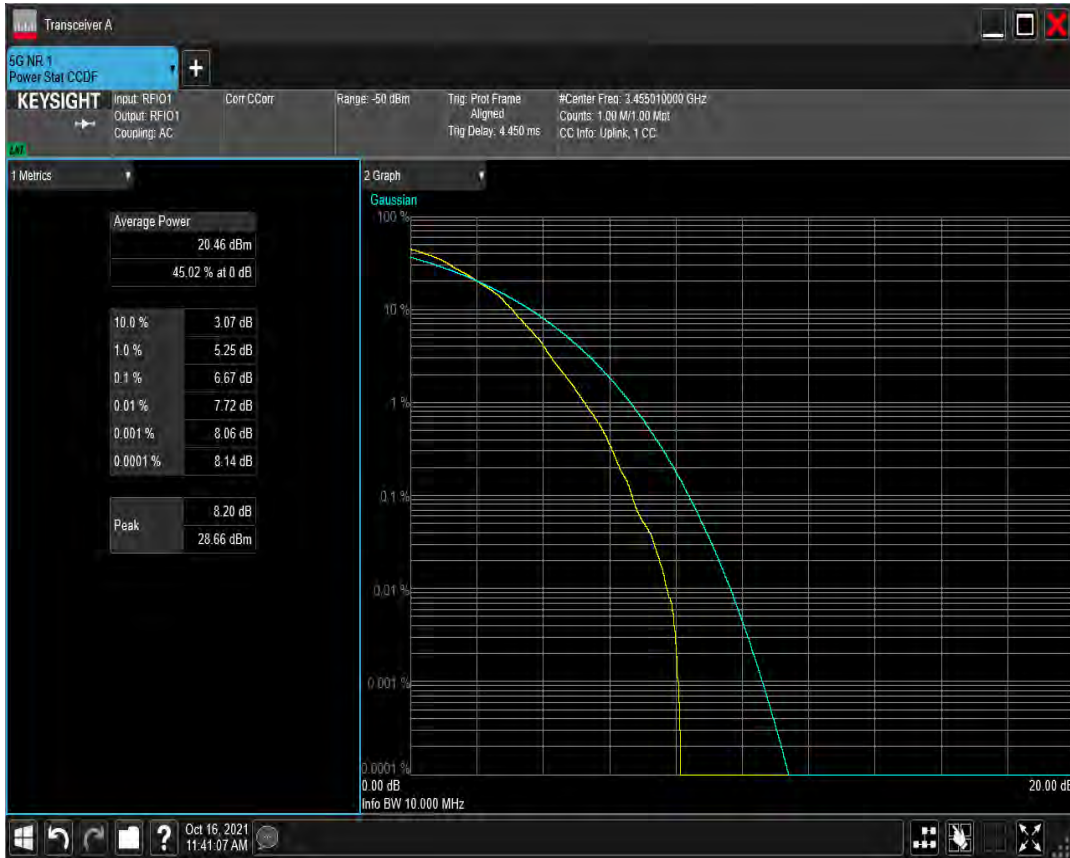 Transceiver A
5G NR 1
Power Stat CCDF
+
KEYSIGHT
Input: RFIO1
Output: RFIO1
Coupling: AC
Corr CCorr
Range: -50 dBm
Trig: Prot Frame
Aligned
Trig Delay: 4.450 ms
#Center Freq: 3.455010000 GHz
Counts: 1.00 M/1.00 Mpt
CC Info: Uplink, 1 CC
1 Metrics
Average Power
20.46 dBm
45.02 % at 0 dB
10.0 % 3.07 dB
1.0 % 5.25 dB
0.1 % 6.67 dB
0.01 % 7.72 dB
0.001 % 8.06 dB
0.0001 % 8.14 dB
Peak 8.20 dB
28.66 dBm
2 Graph
Gaussian
100 %
10 %
1 %
0.1 %
0.01 %
0.001 %
0.0001 %
0.00 dB 20.00 dB
Info BW 10.000 MHz
? Oct 16, 2021
11:41:07 AM